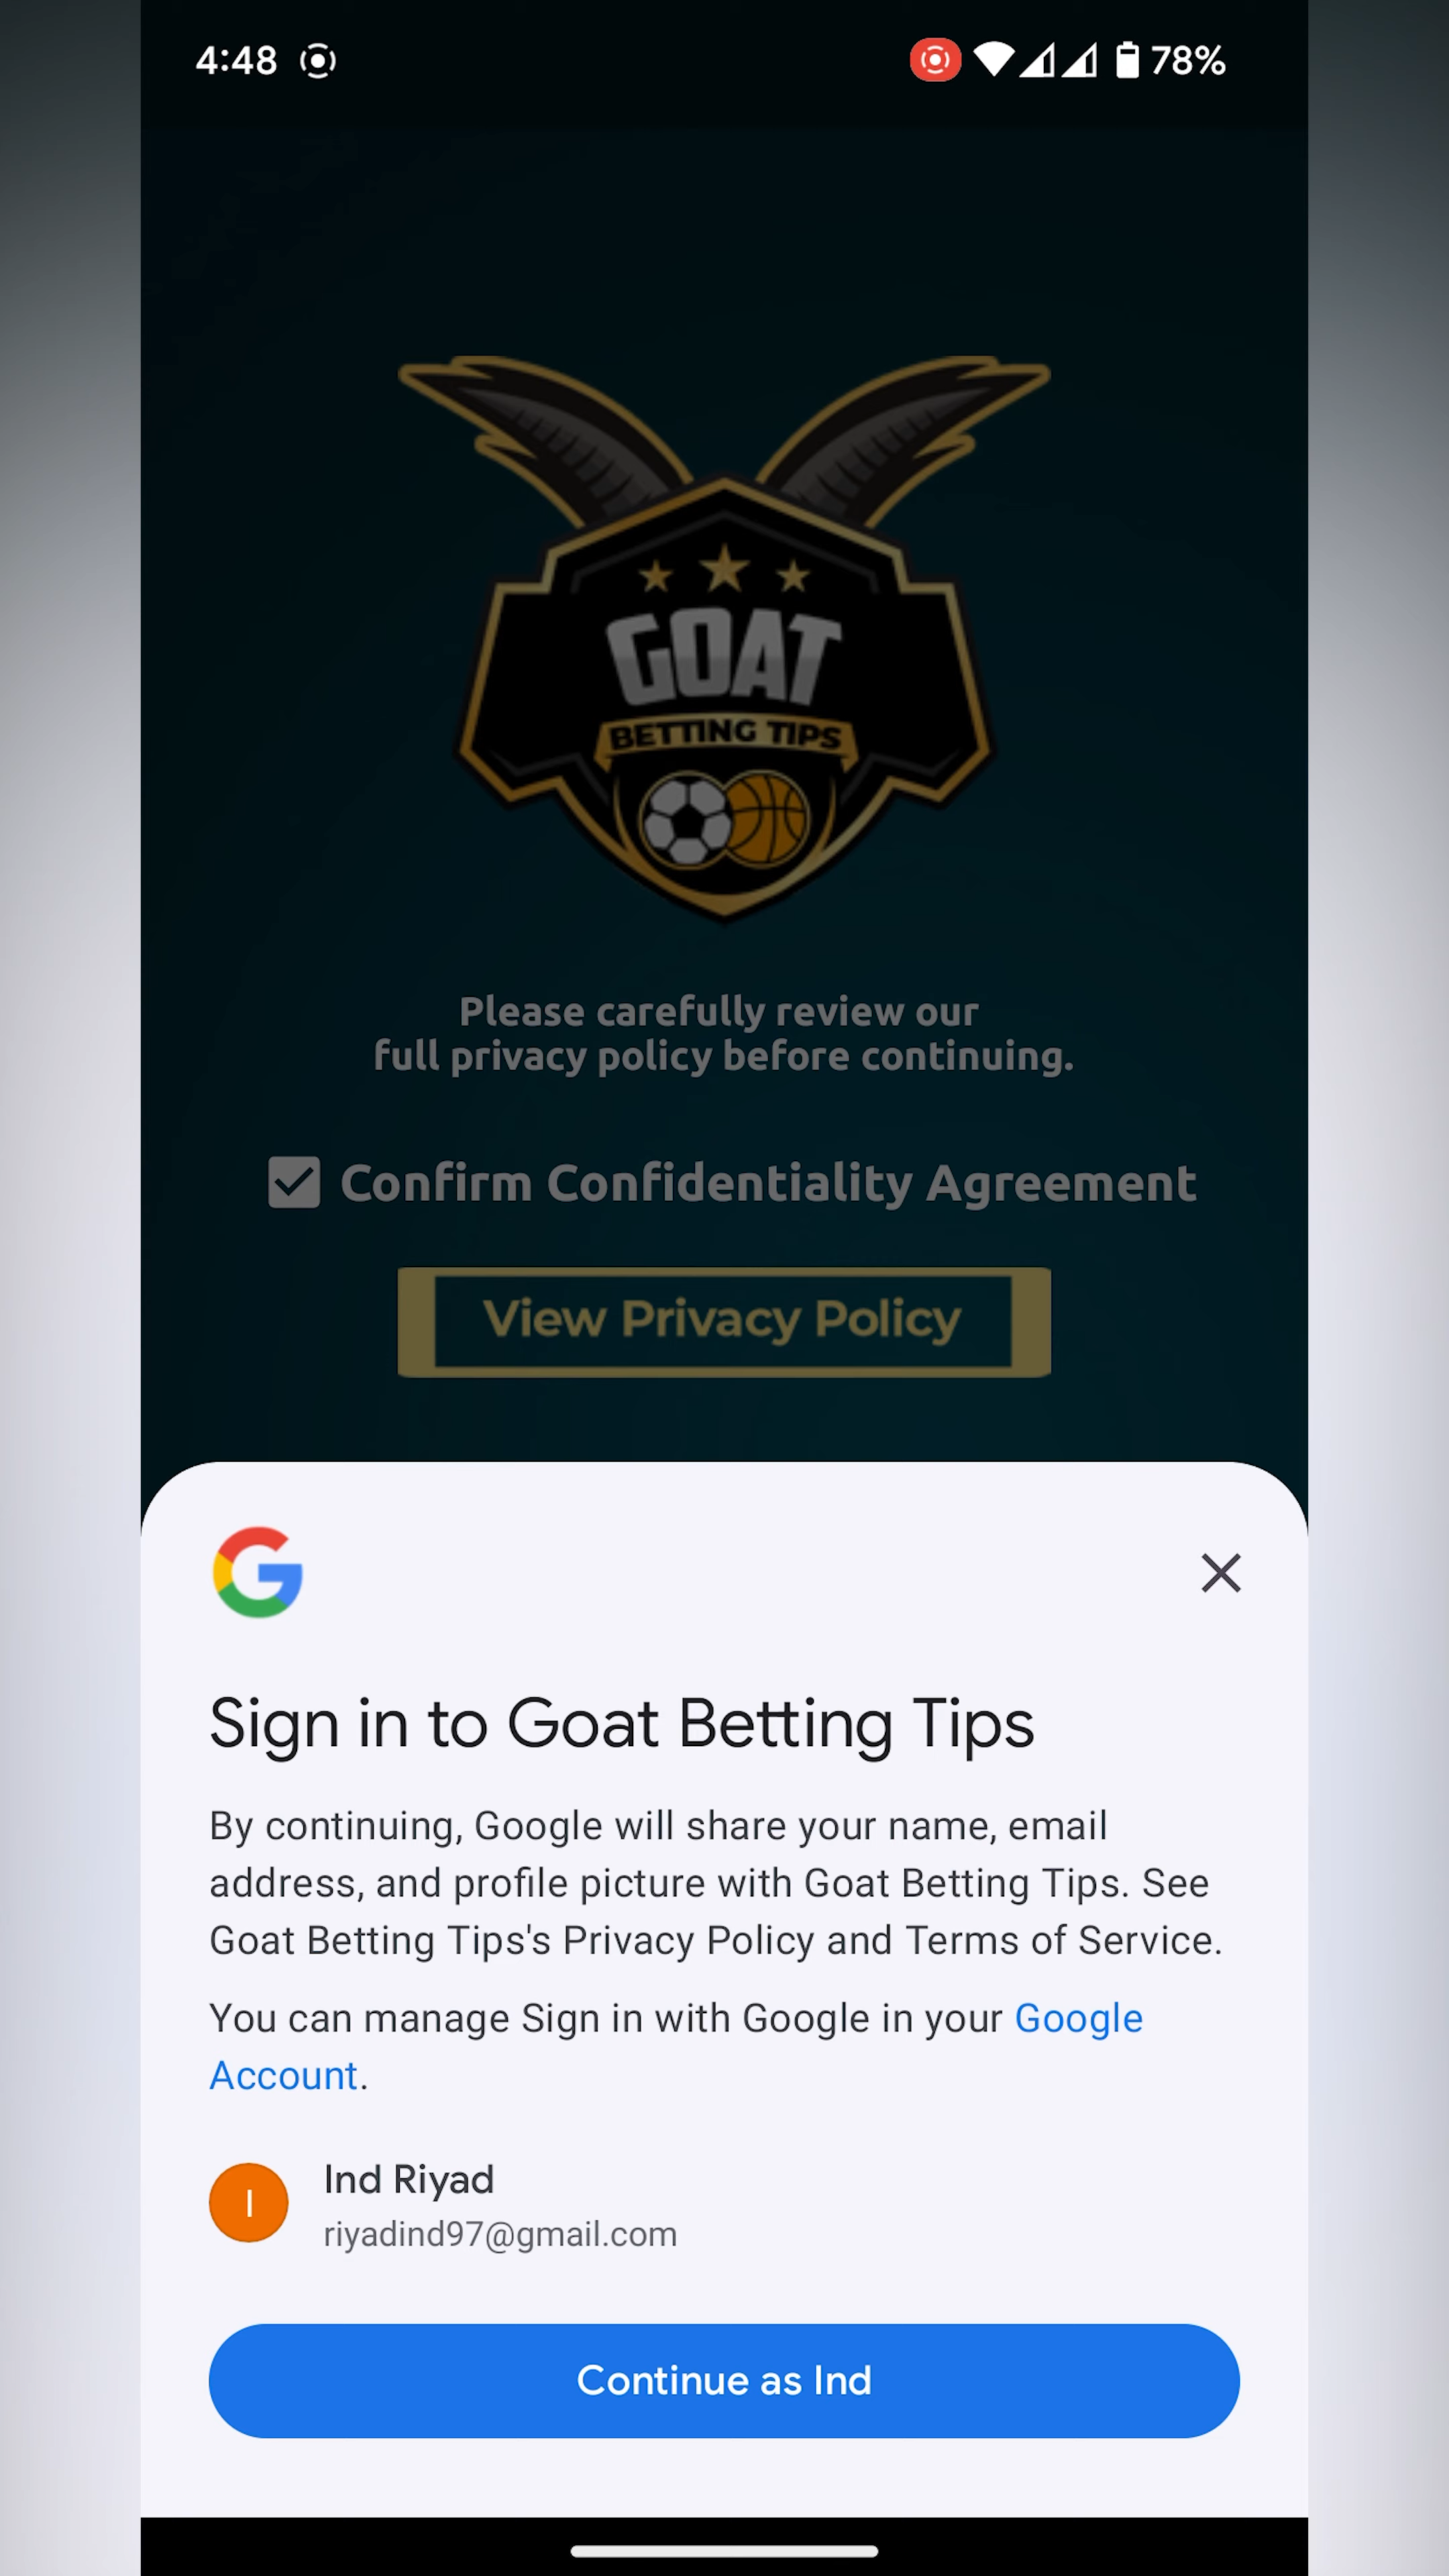 4:48
78%
GOAT
BETTING TIPS
Please carefully review our
full privacy policy before continuing.
Confirm Confidentiality Agreement
View Privacy Policy
Sign in to Goat Betting Tips
By continuing, Google will share your name, email
address, and profile picture with Goat Betting Tips. See
Goat Betting Tips's Privacy Policy and Terms of Service.
You can manage Sign in with Google in your Google
Account.
I
Ind Riyad
riyadind97@gmail.com
Continue as Ind